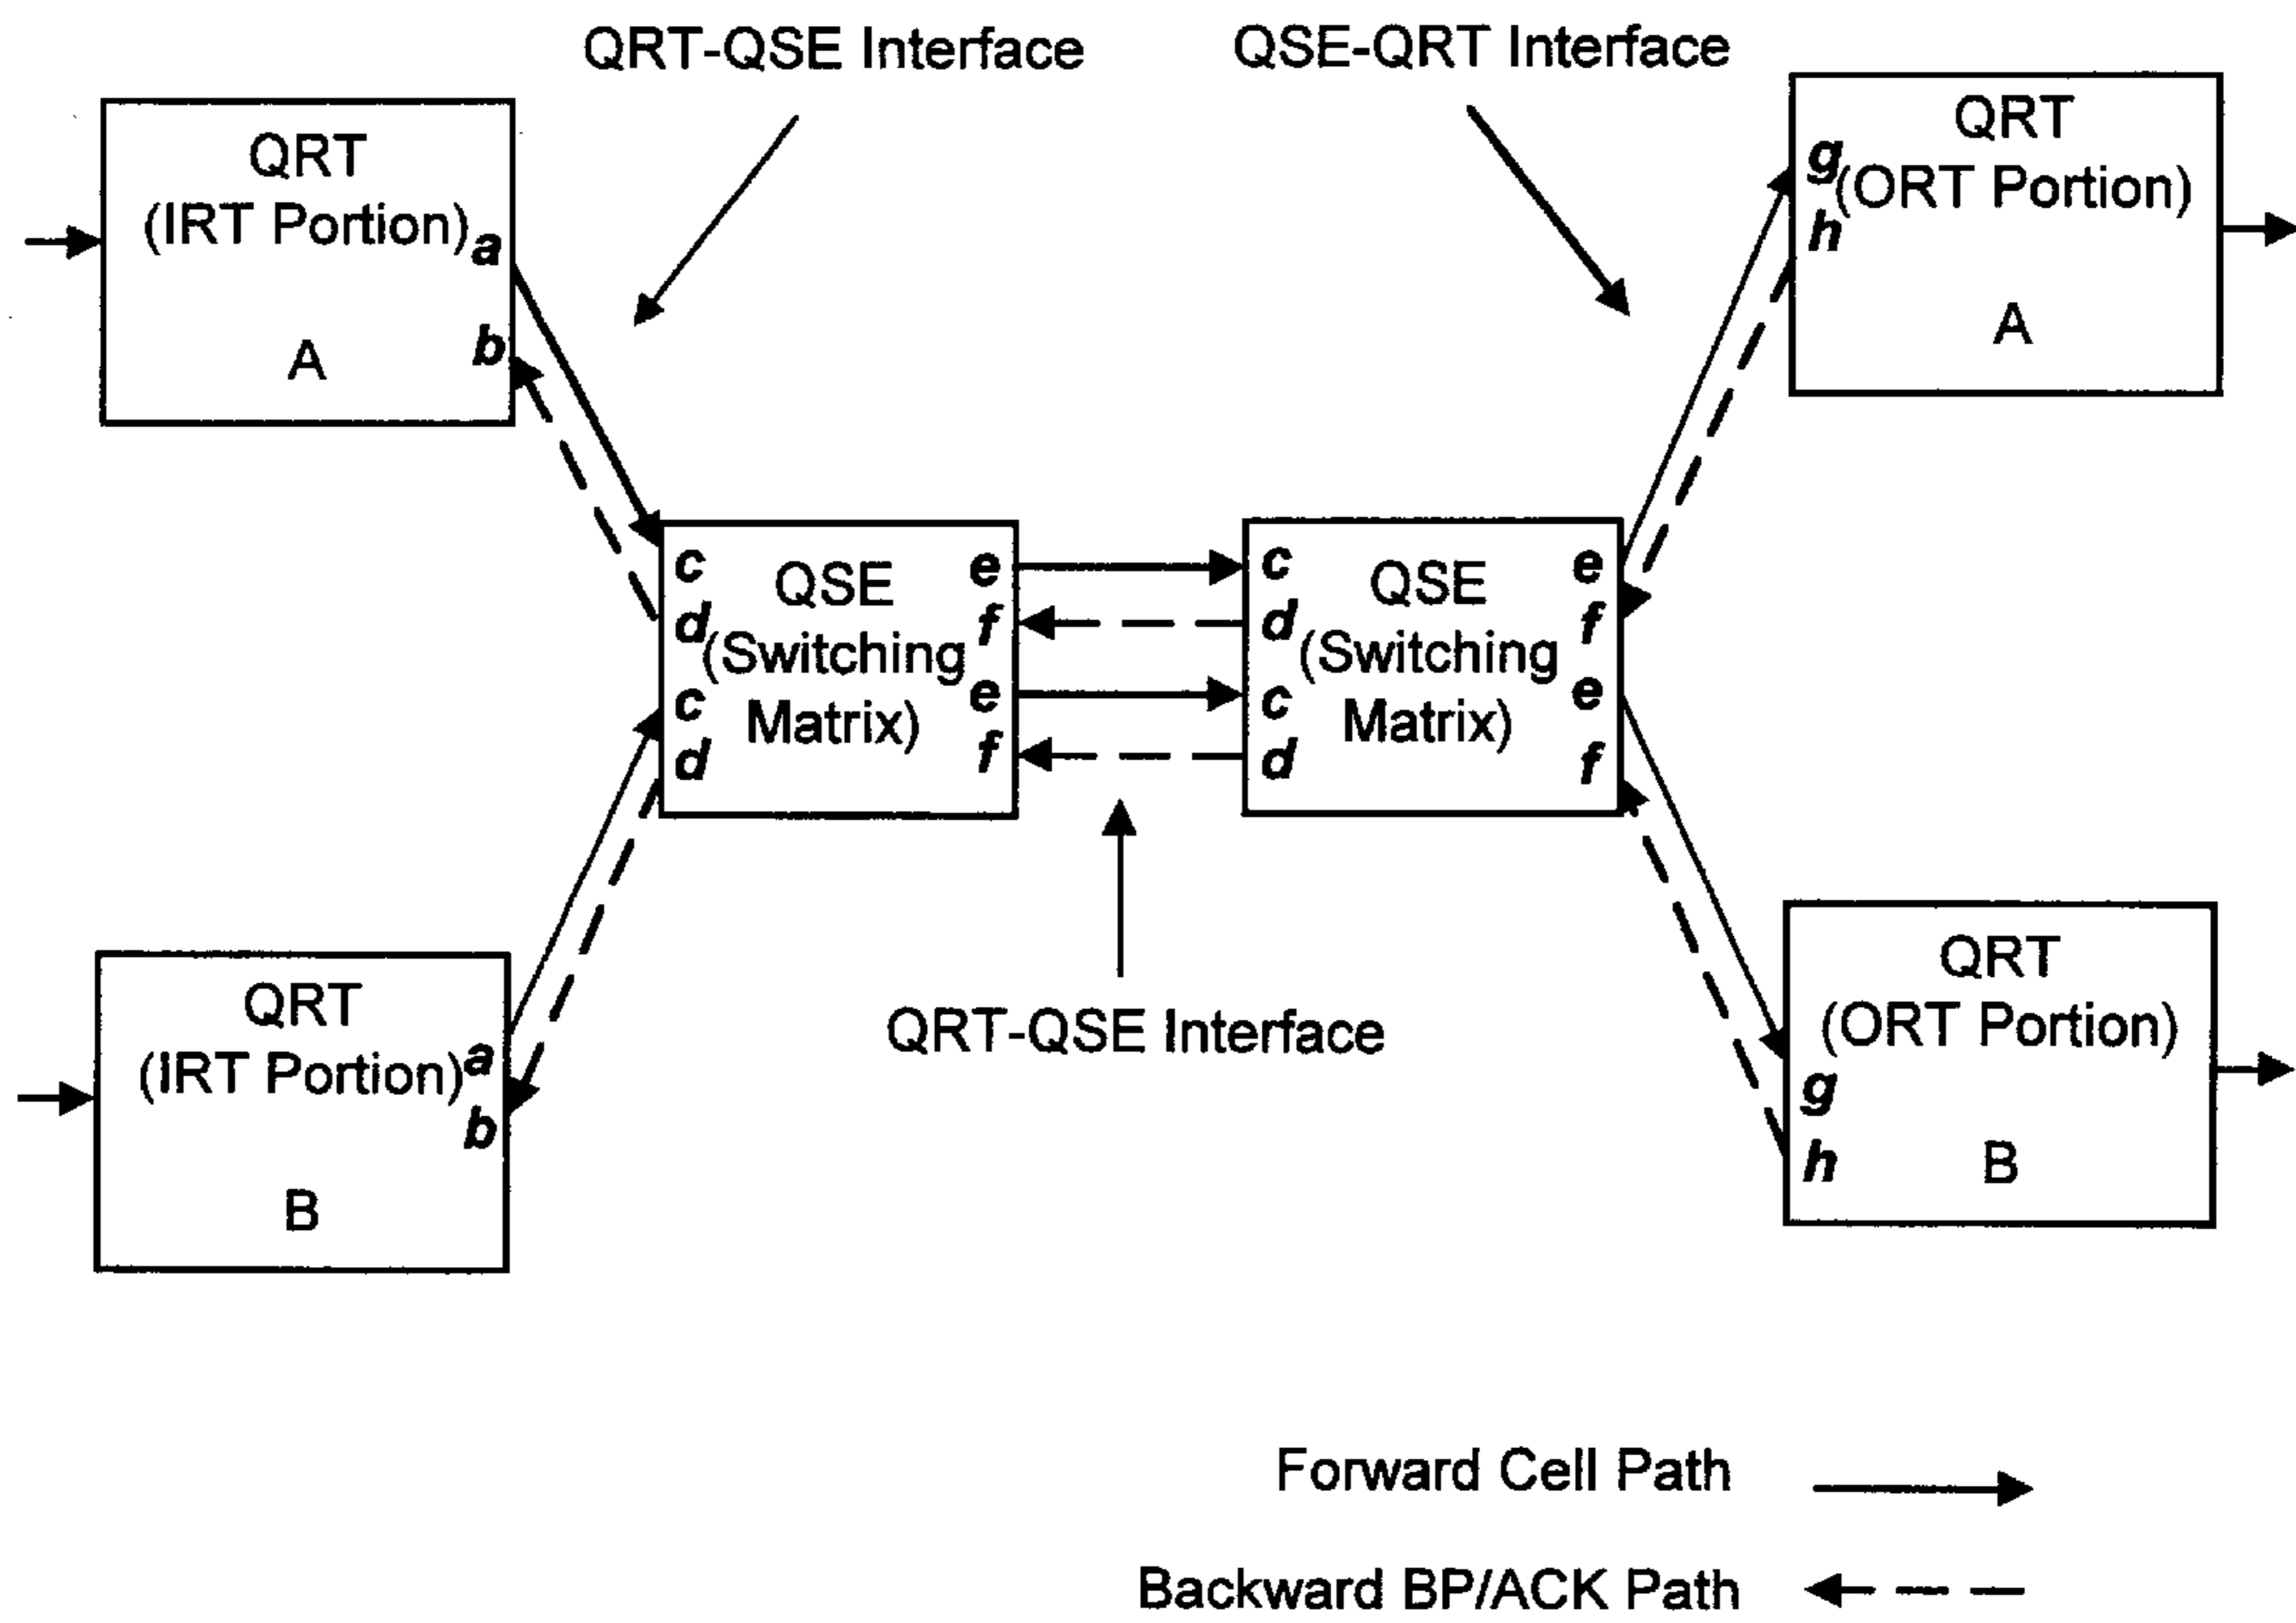 QRT-QSE Interface
QSE-QRT Interface
QRT
(IRT Portion)
a
b
A
QRT
g
(ORT Portion)
h
A
c
d
c
d
QSE
(Switching
Matrix)
e
f
e
f
c
d
c
d
QSE
(Switching
Matrix)
e
f
e
f
QRT
(IRT Portion)
a
b
B
QRT-QSE Interface
QRT
(ORT Portion)
g
h
B
Forward Cell Path
Backward BP/ACK Path